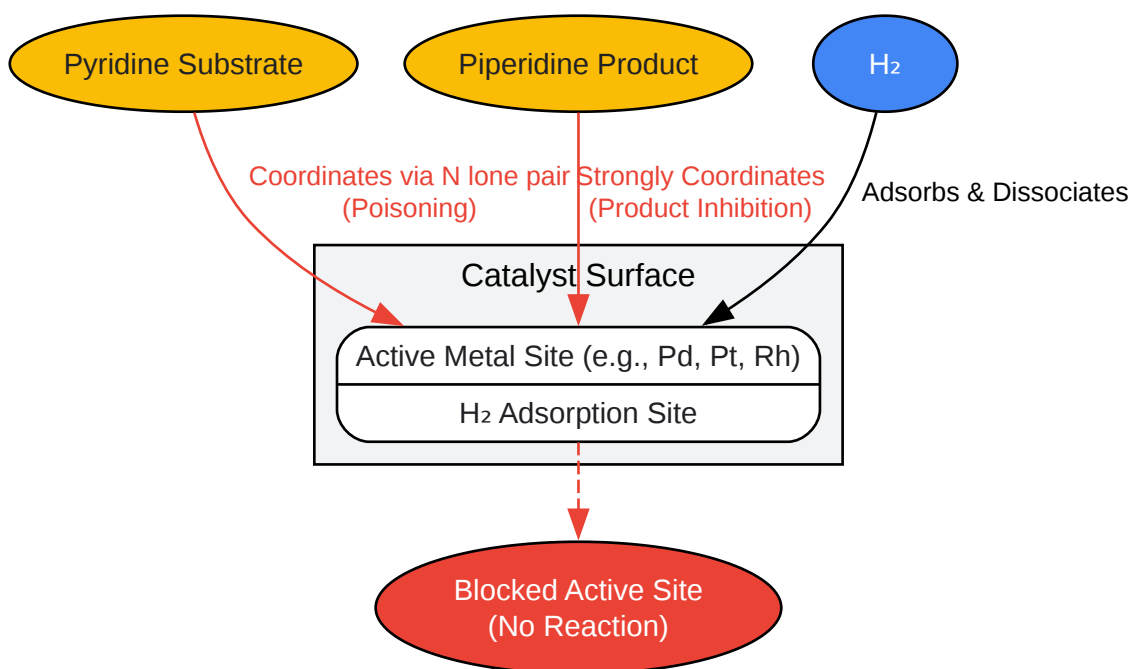 Pyridine Substrate
Piperidine Product
H₂
Coordinates via N lone pair
(Poisoning)
Strongly Coordinates
(Product Inhibition)
Adsorbs & Dissociates
Catalyst Surface
Active Metal Site (e.g., Pd, Pt, Rh)
H₂ Adsorption Site
Blocked Active Site
(No Reaction)